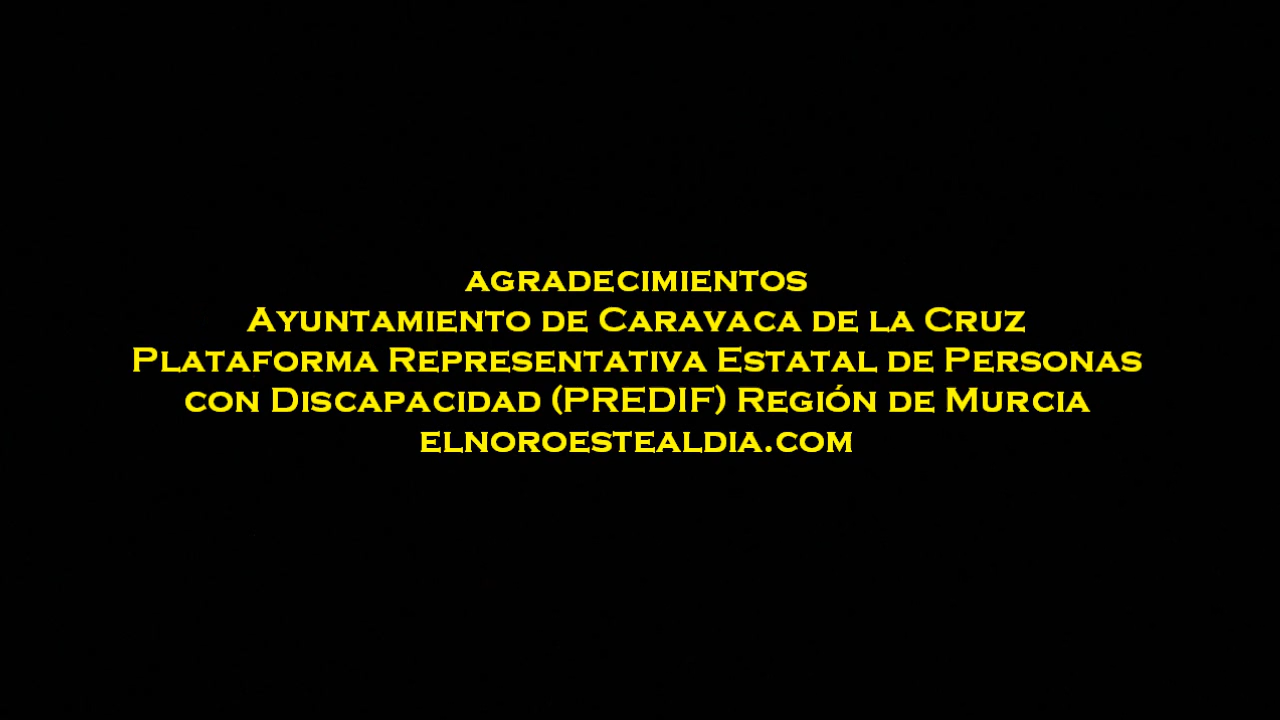 agradecimientos
Ayuntamiento de Caravaca de la Cruz
Plataforma Representativa Estatal de Personas
con Discapacidad (PREDIF) Región de Murcia
elnoroestealdia.com